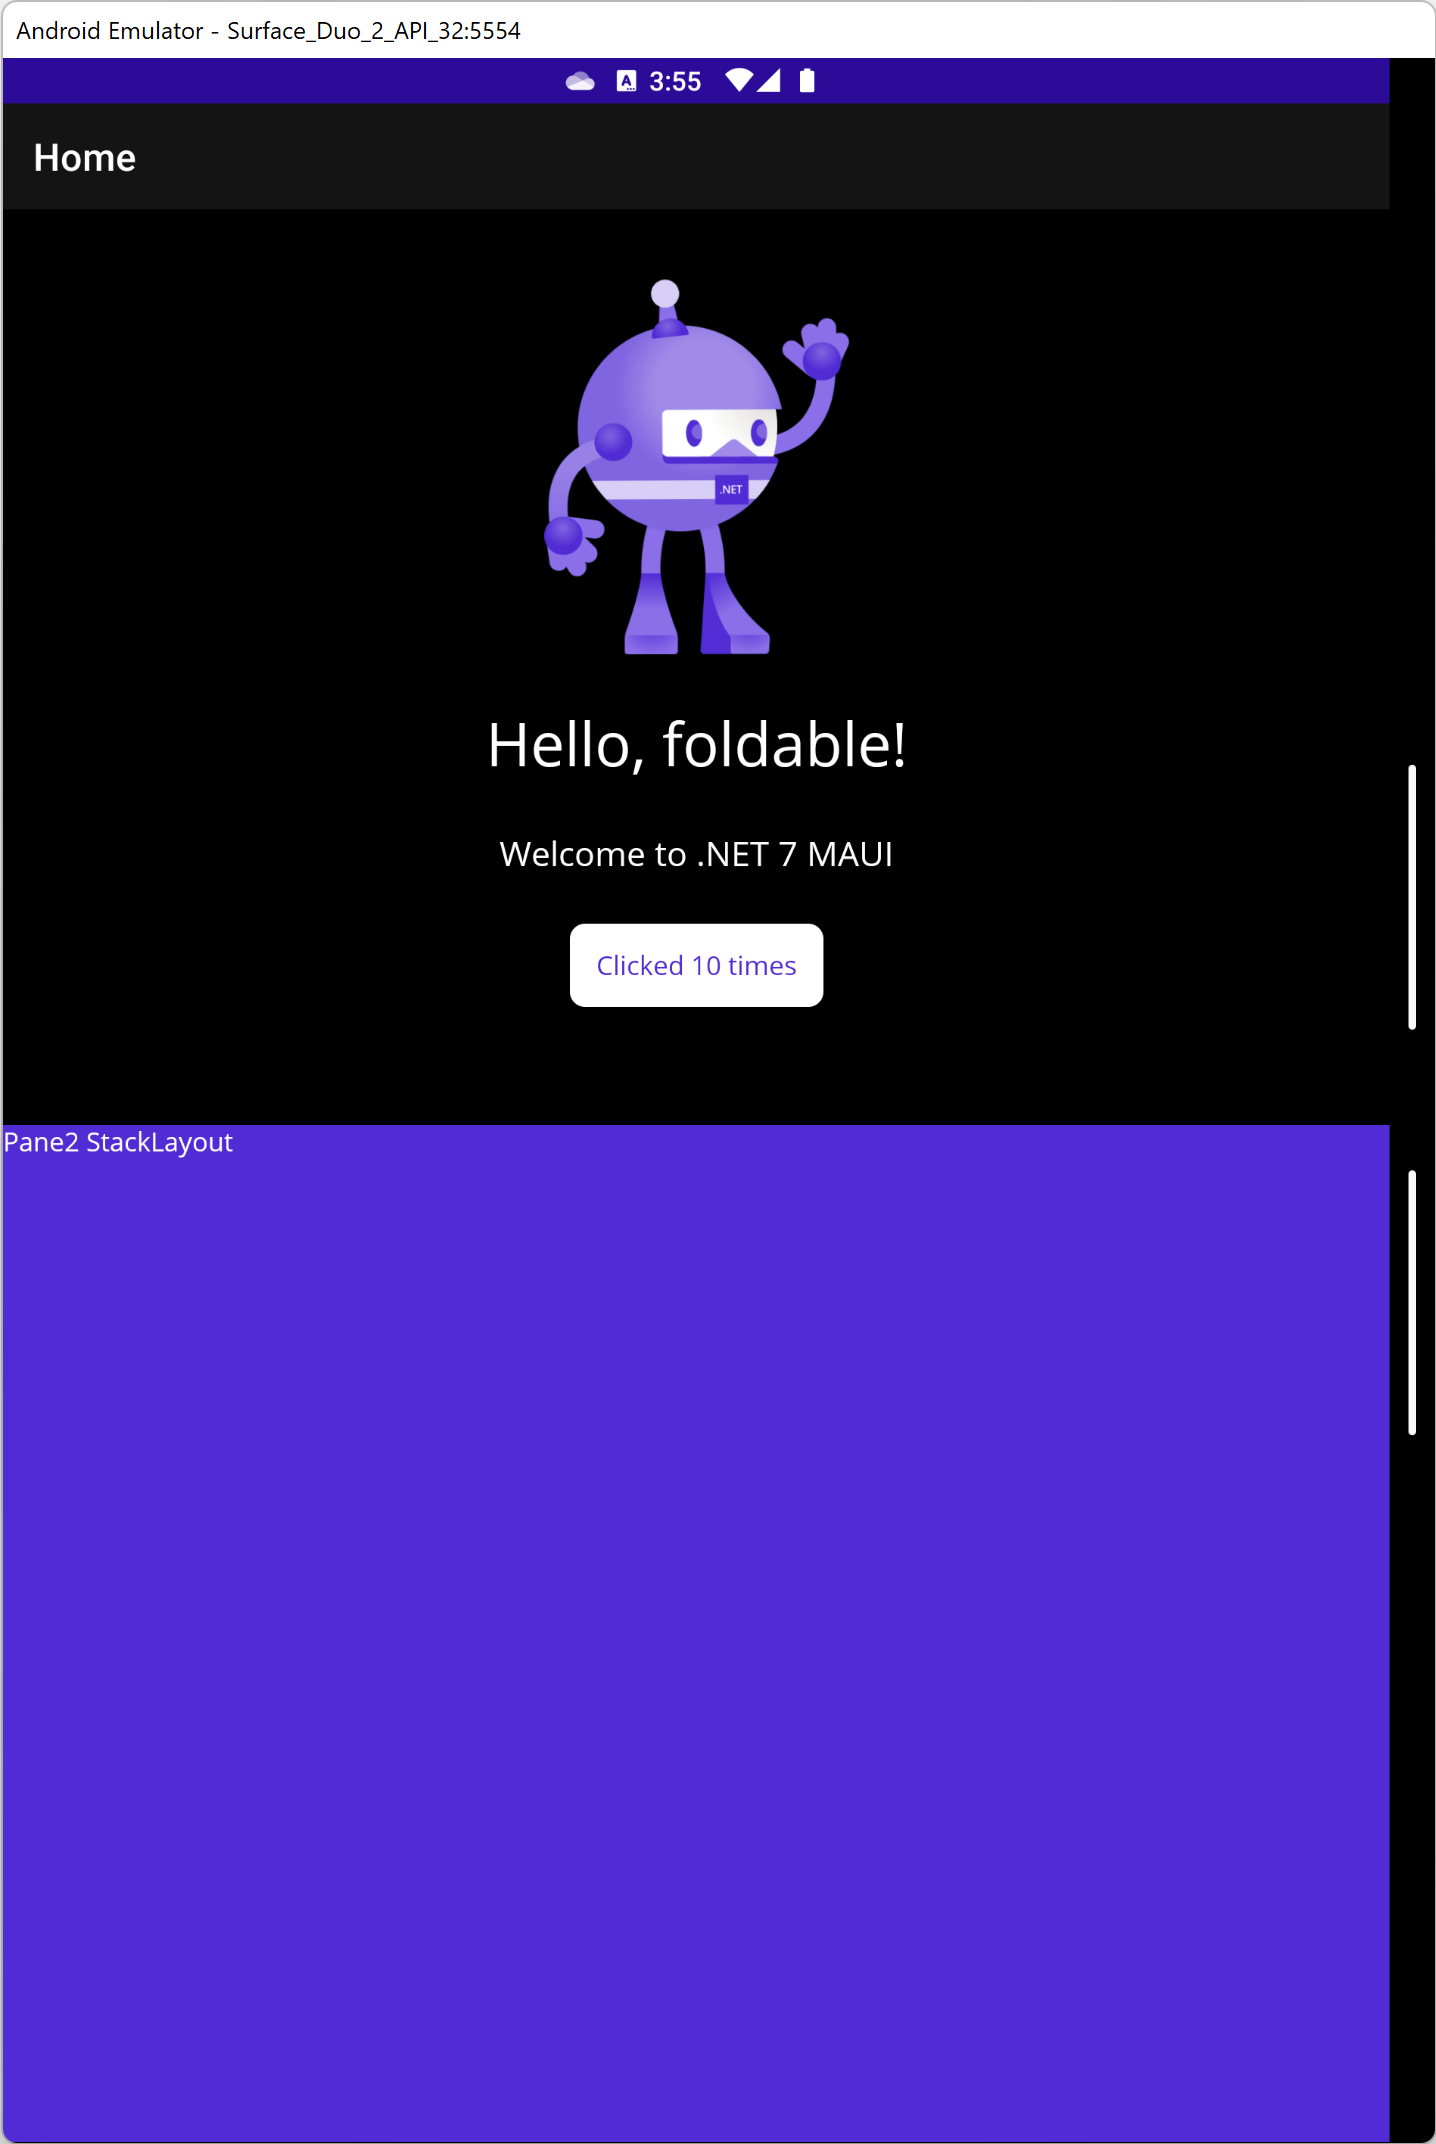 Android Emulator - Surface_Duo_2_API_32:5554
A 3:55
Home
.NET
Hello, foldable!
Welcome to .NET 7 MAUI
Clicked 10 times
Pane2 StackLayout